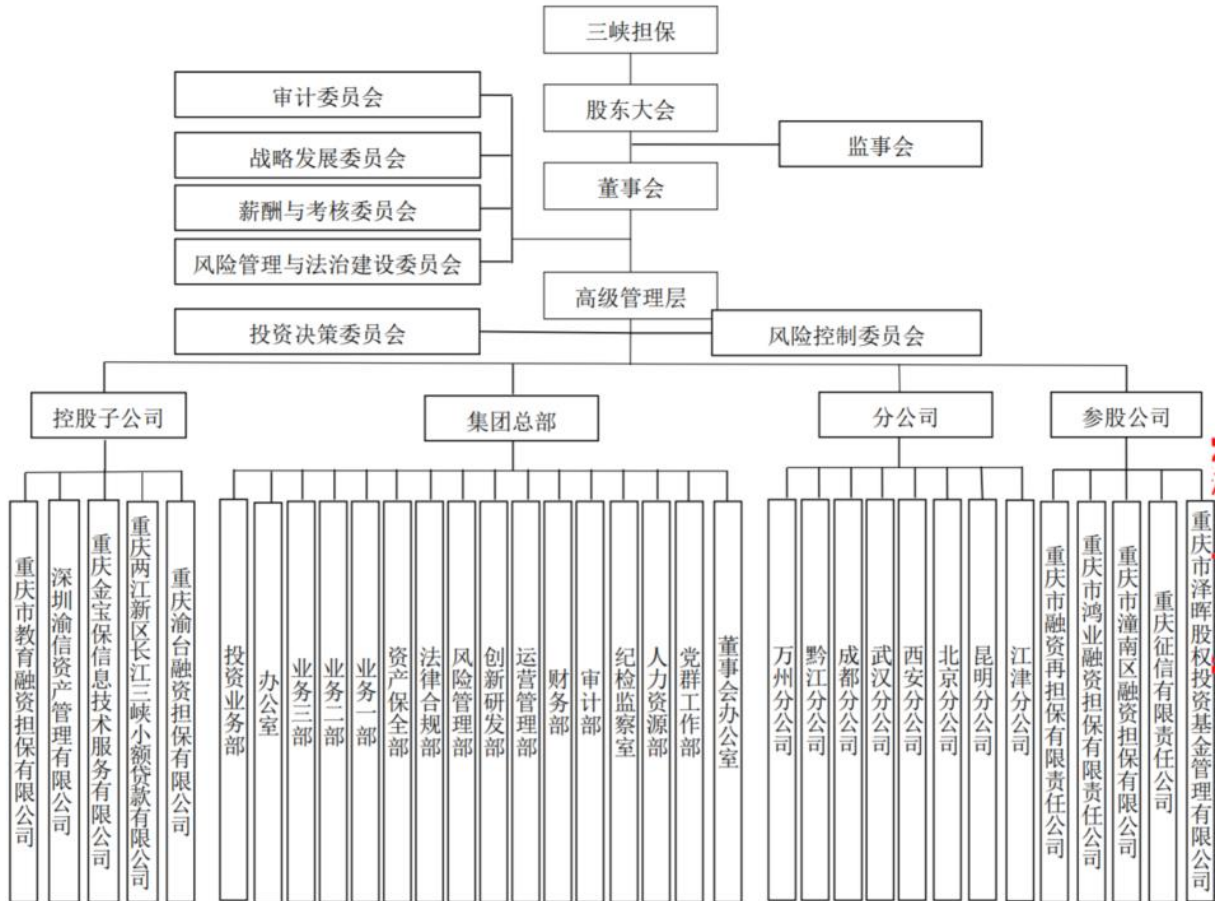 三峡担保
审计委员会
股东大会
战略发展委员会
监事会
董事会
薪酬与考核委员会
风险管理与法治建设委员会
高级管理层
投资决策委员会
风险控制委员会
控股子公司
集团总部
分公司
参股公司
重庆市教育融资担保有限公司
深圳渝信资产管理有限公司
重庆金宝保信息技术服务有限公司
重庆两江新区长江三峡小额贷款有限公司
重庆渝台融资担保有限公司
投资业务部
办公室
业务三部
业务二部
业务一部
资产保全部
法律合规部
风险管理部
创新研发部
运营管理部
财务部
审计部
纪检监察室
人力资源部
党群工作部
董事会办公室
万州分公司
黔江分公司
成都分公司
武汉分公司
西安分公司
北京分公司
昆明分公司
江津分公司
重庆市融资再担保有限责任公司
重庆市鸿业融资担保有限责任公司
重庆市潼南区融资担保有限公司
重庆征信有限责任公司
重庆市泽晖股权投资基金管理有限公司